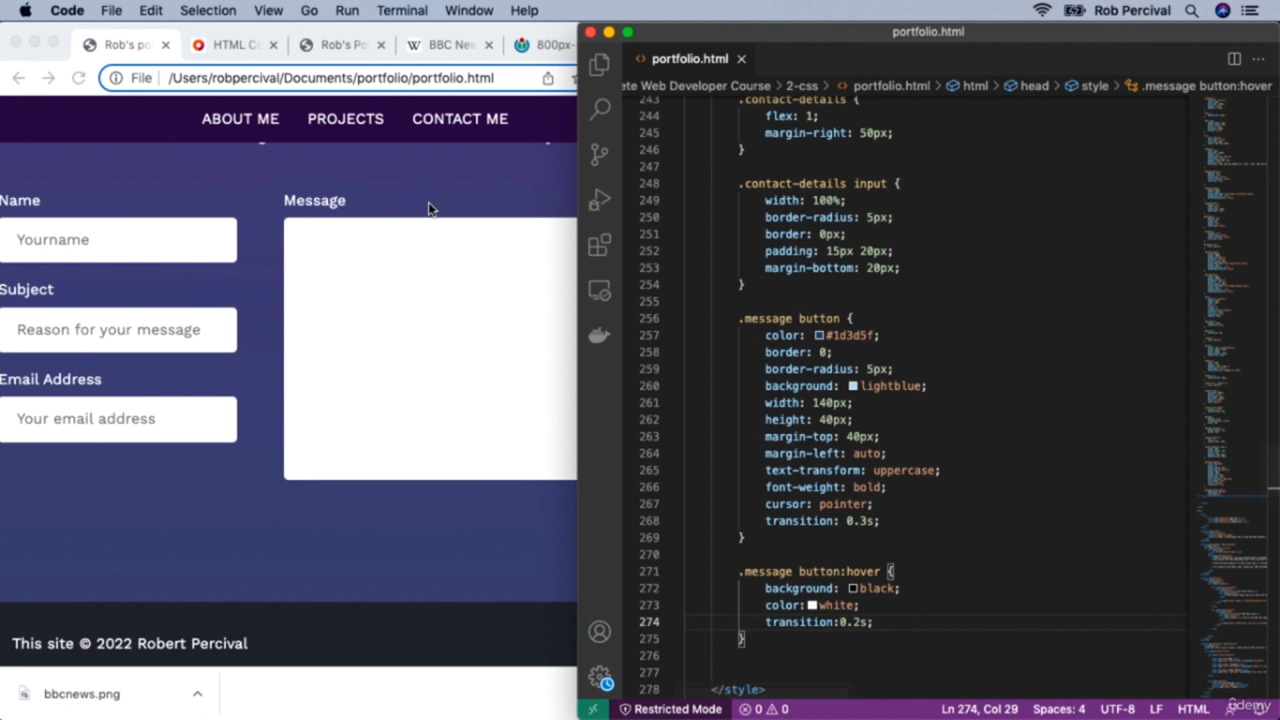 Code File Edit Selection View Go Run Terminal Window Help Rob Percival
Rob's po HTML C Rob's Po BBC Nev 800px-
File /Users/robpercival/Documents/portfolio/portfolio.html
ABOUT ME PROJECTS CONTACT ME
Name
Yourname
Subject
Reason for your message
Email Address
Your email address
Message
This site © 2022 Robert Percival
bbcnews.png
portfolio.html
portfolio.html
ete Web Developer Course > 2-css > portfolio.html > html > head > style > .message button:hover
243 .contact-details {
244 flex: 1;
245 margin-right: 50px;
246 }
247
248 .contact-details input {
249 width: 100%;
250 border-radius: 5px;
251 border: 0px;
252 padding: 15px 20px;
253 margin-bottom: 20px;
254 }
255
256 .message button {
257 color: #1d3d5f;
258 border: 0;
259 border-radius: 5px;
260 background: lightblue;
261 width: 140px;
262 height: 40px;
263 margin-top: 40px;
264 margin-left: auto;
265 text-transform: uppercase;
266 font-weight: bold;
267 cursor: pointer;
268 transition: 0.3s;
269 }
270
271 .message button:hover {
272 background: black;
273 color: white;
274 transition:0.2s;
275 }
276
277
278 </style>
Restricted Mode 0 0 Ln 274, Col 29 Spaces: 4 UTF-8 LF HTML
udemy